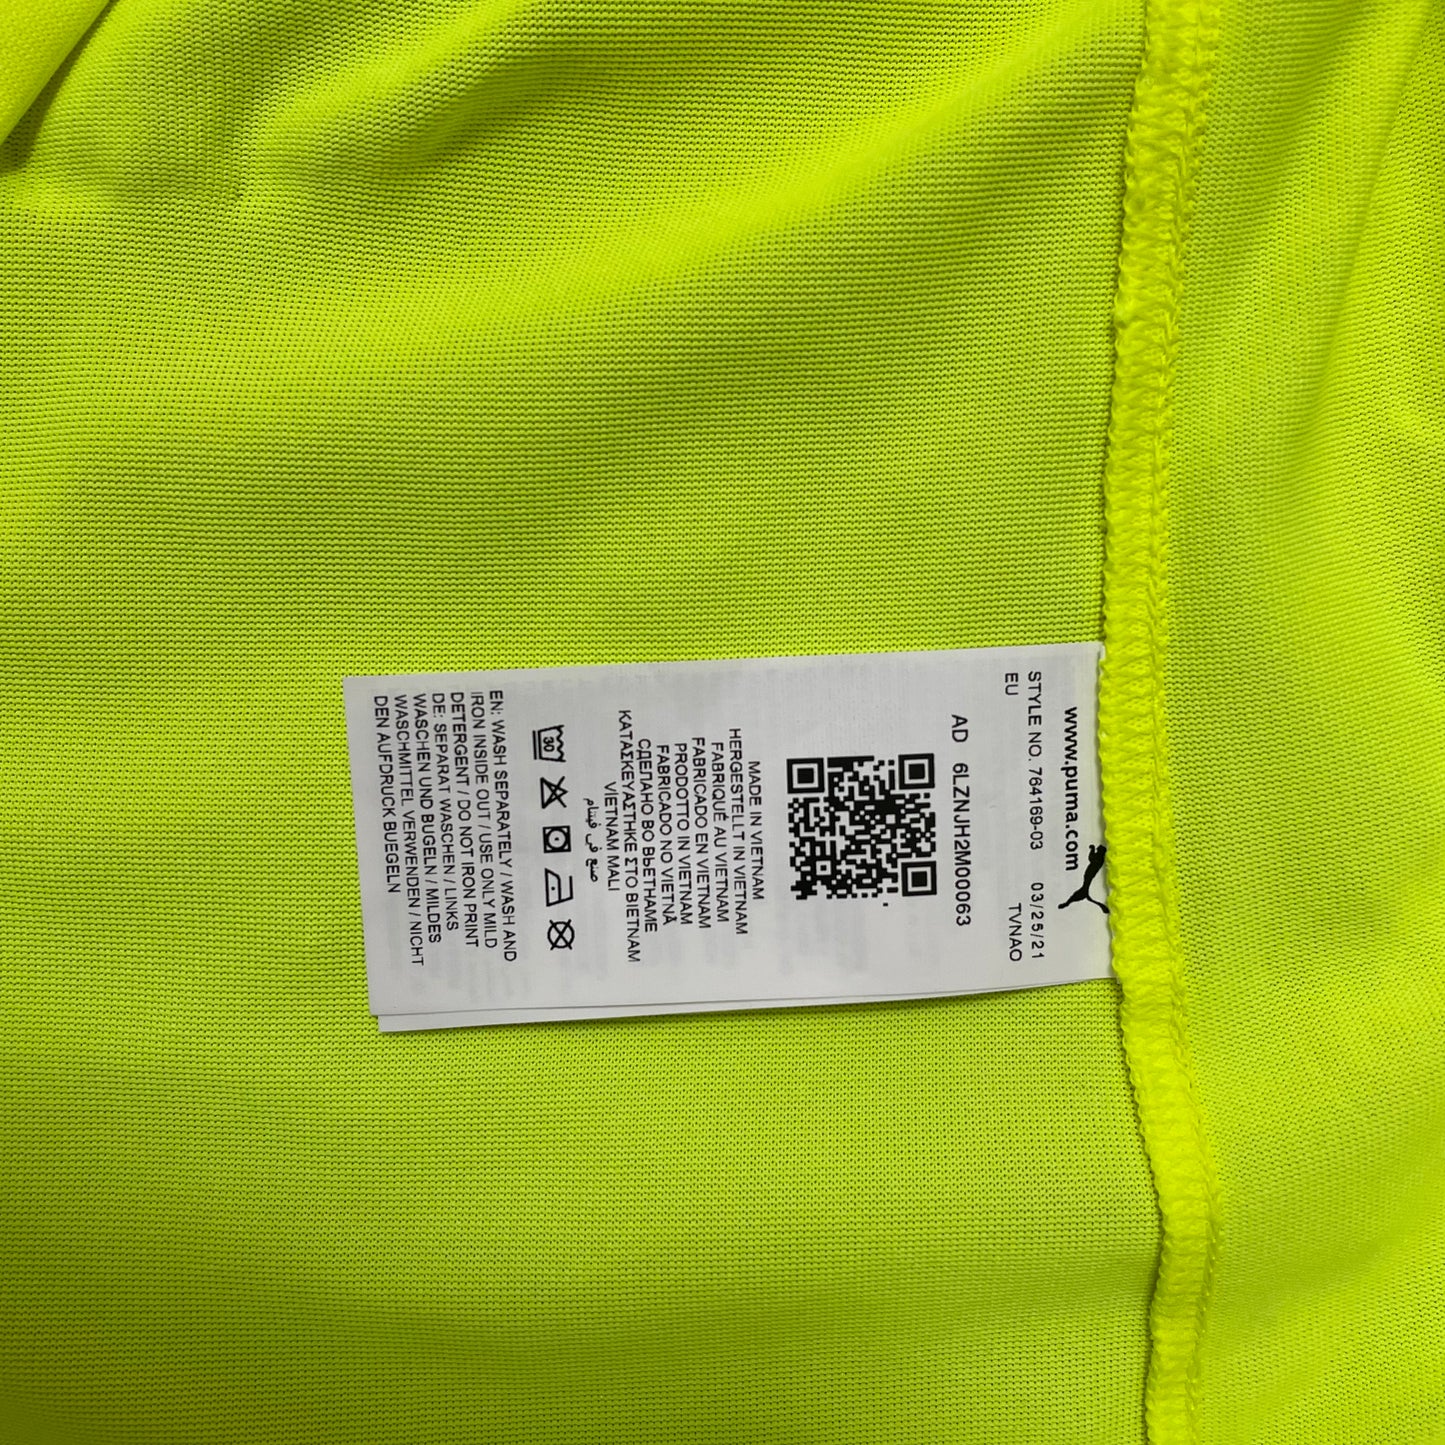 www.puma.com
STYLE NO. 764169-03 03/25/21
EU TVNAO
AD 6LZNJH2M00063
MADE IN VIETNAM
HERGESTELLT IN VIETNAM
FABRIQUÉ AU VIETNAM
FABRICADO EN VIETNAM
PRODOTTO IN VIETNAM
FABRICADO NO VIETNÃ
СДЕЛАНО ВО ВЬЕТНАМЕ
ΚΑΤΑΣΚΕΥΑΣΤΗΚΕ ΣΤΟ ΒΙΕΤΝΑΜ
VIETNAM MALI
صنع في فيتنام
30
EN: WASH SEPARATELY / WASH AND
IRON INSIDE OUT / USE ONLY MILD
DETERGENT / DO NOT IRON PRINT
DE: SEPARAT WASCHEN / LINKS
WASCHEN UND BUGELN / MILDES
WASCHMITTEL VERWENDEN / NICHT
DEN AUFDRUCK BUEGELN